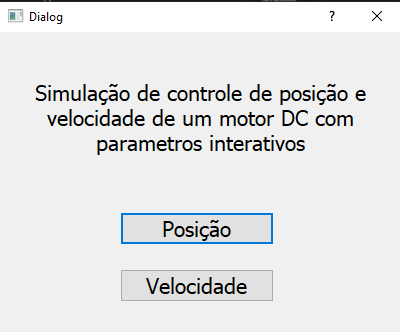 Dialog
?
Simulação de controle de posição e
velocidade de um motor DC com
parametros interativos
Posição
Velocidade